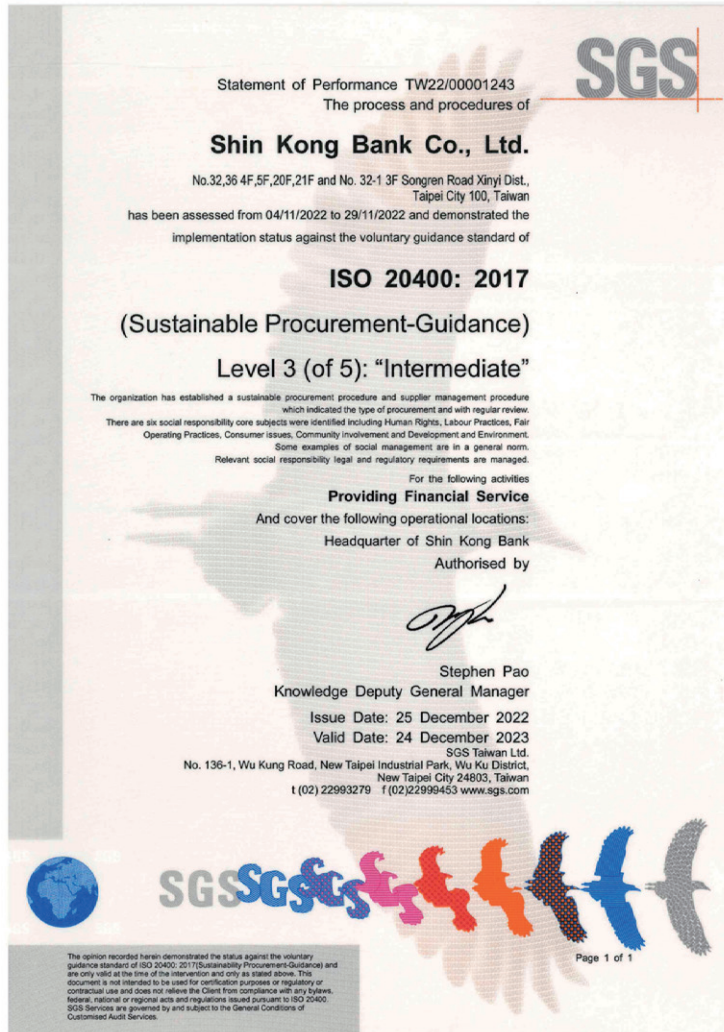 SGS
Statement of Performance TW22/00001243
The process and procedures of
Shin Kong Bank Co., Ltd.
No.32,36 4F,5F,20F,21F and No. 32-1 3F Songren Road Xinyi Dist.,
Taipei City 100, Taiwan
has been assessed from 04/11/2022 to 29/11/2022 and demonstrated the
implementation status against the voluntary guidance standard of
ISO 20400: 2017
(Sustainable Procurement-Guidance)
Level 3 (of 5): “Intermediate”
The organization has established a sustainable procurement procedure and supplier management procedure
which indicated the type of procurement and with regular review.
There are six social responsibility core subjects were identified including Human Rights, Labour Practices, Fair
Operating Practices, Consumer issues, Community Involvement and Development and Environment.
Some examples of social management are in a general norm.
Relevant social responsibility legal and regulatory requirements are managed.
For the following activities
Providing Financial Service
And cover the following operational locations:
Headquarter of Shin Kong Bank
Authorised by
Stephen Pao
Knowledge Deputy General Manager
Issue Date: 25 December 2022
Valid Date: 24 December 2023
SGS Taiwan Ltd.
No. 136-1, Wu Kung Road, New Taipei Industrial Park, Wu Ku District,
New Taipei City 24803, Taiwan
t (02) 22993279 f (02)22999453 www.sgs.com
SGSSGSSGS
Page 1 of 1
The opinion recorded herein demonstrated the status against the voluntary
guidance standard of ISO 20400: 2017(Sustainability Procurement-Guidance) and
are only valid at the time of the intervention and only as stated above. This
document is not intended to be used for certification purposes or regulatory or
contractual use and does not relieve the Client from compliance with any bylaws,
federal, national or regional acts and regulations issued pursuant to ISO 20400.
SGS Services are governed by and subject to the General Conditions of
Customised Audit Services.